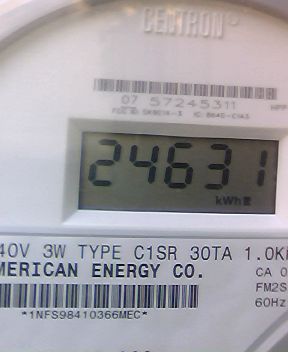 CENTRON®
07 57245311
24631
kWh
40V 3W TYPE C1SR 30TA 1.0K
MERICAN ENERGY CO.
CA 0
FM2S
60Hz
*1NFS98410366MEC*